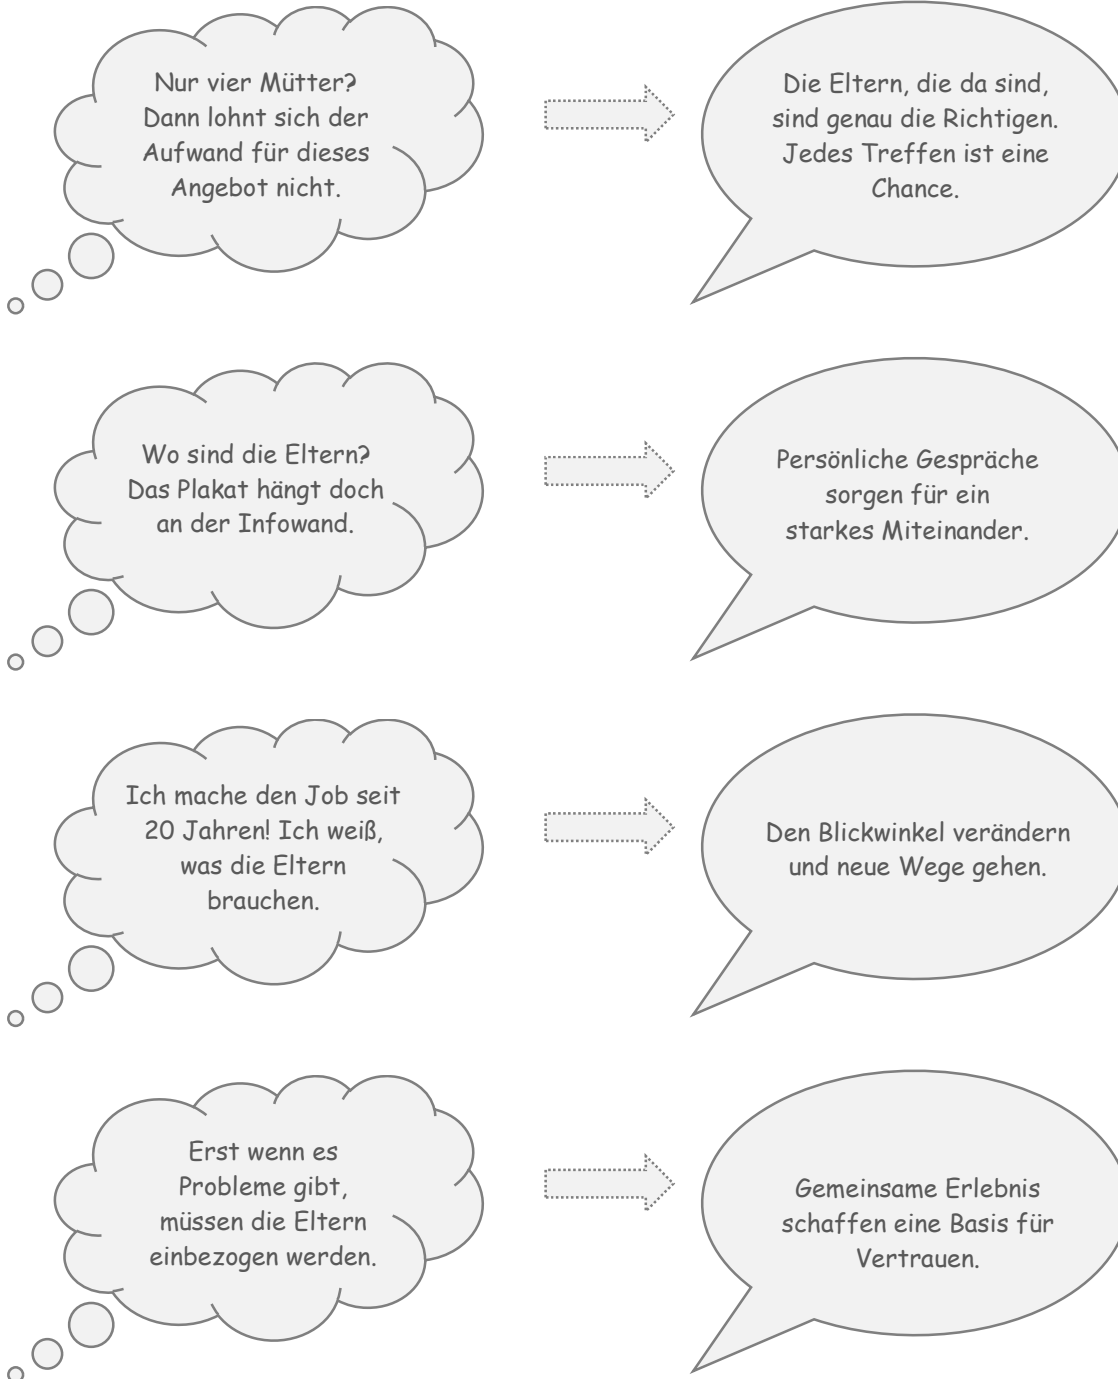 Nur vier Mütter?
Dann lohnt sich der
Aufwand für dieses
Angebot nicht.
Die Eltern, die da sind,
sind genau die Richtigen.
Jedes Treffen ist eine
Chance.
Wo sind die Eltern?
Das Plakat hängt doch
an der Infowand.
Persönliche Gespräche
sorgen für ein
starkes Miteinander.
Ich mache den Job seit
20 Jahren! Ich weiß,
was die Eltern
brauchen.
Den Blickwinkel verändern
und neue Wege gehen.
Erst wenn es
Probleme gibt,
müssen die Eltern
einbezogen werden.
Gemeinsame Erlebnis
schaffen eine Basis für
Vertrauen.